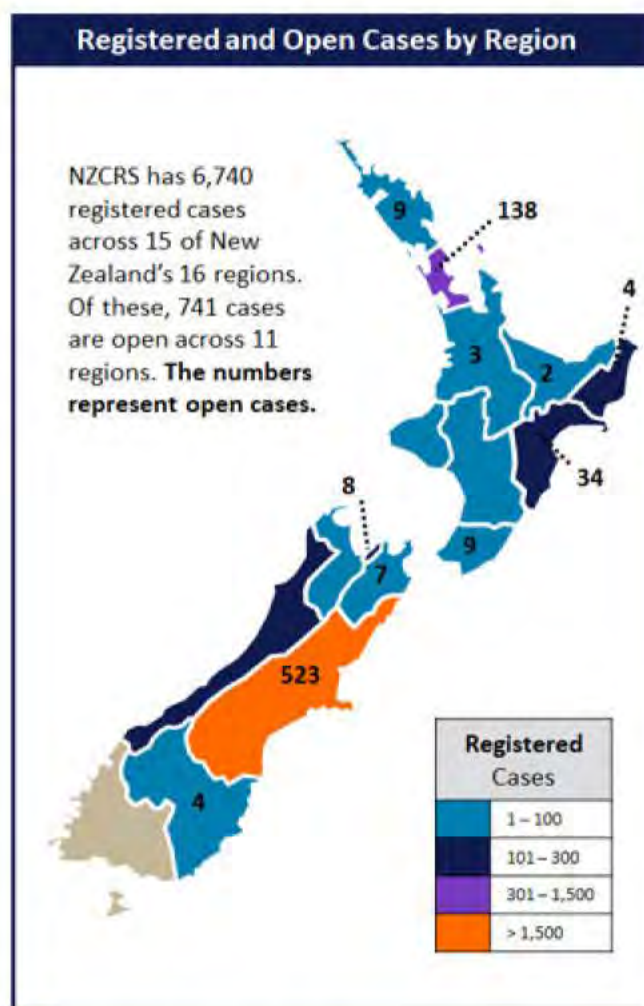 Registered and Open Cases by Region
NZCRS has 6,740
registered cases
across 15 of New
Zealand's 16 regions.
Of these, 741 cases
are open across 11
regions. The numbers
represent open cases.
9
138
4
3
2
34
8
9
7
523
4
Registered
Cases
1 – 100
101 – 300
301 – 1,500
> 1,500